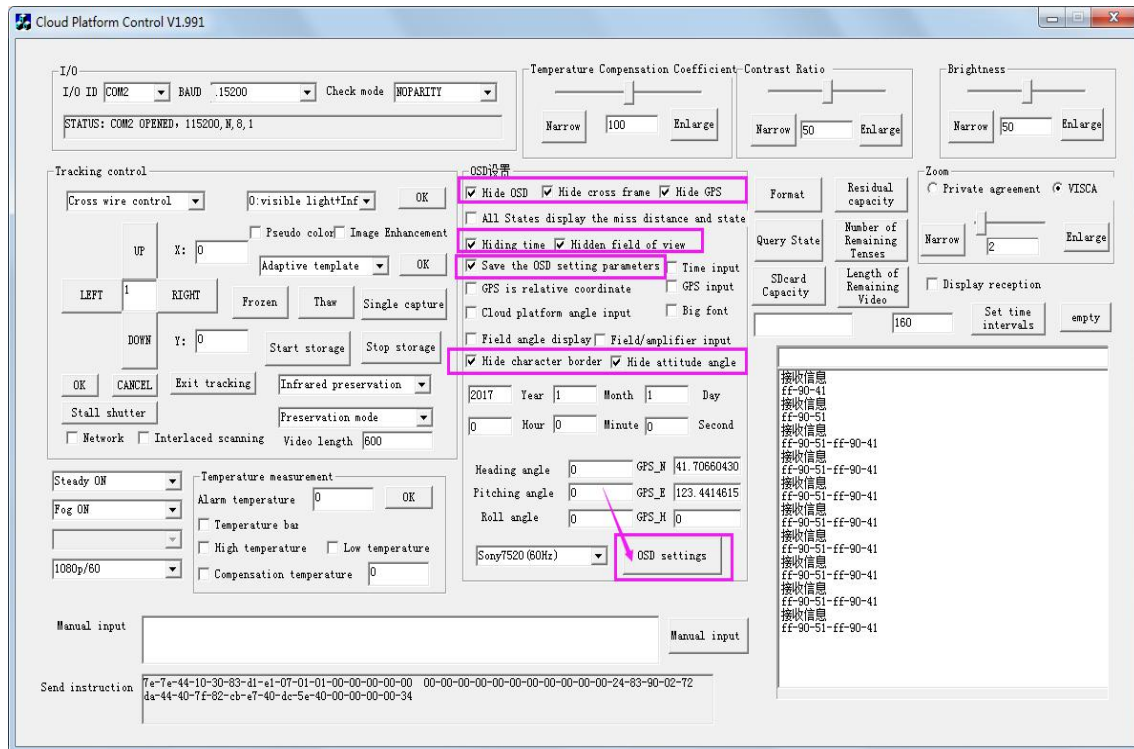 Cloud Platform Control V1.991
I/O
I/O ID COM2 BAUD .15200 Check mode NOPARITY
STATUS: COM2 OPENED, 115200,N,8,1
Temperature Compensation Coefficient
Narrow 100 Enlarge
Contrast Ratio
Narrow 50 Enlarge
Brightness
Narrow 50 Enlarge
Tracking control
Cross wire control 0:visible light+Inf OK
Pseudo color Image Enhancement
UP X: 0
Adaptive template OK
LEFT 1 RIGHT Frozen Thaw Single capture
DOWN Y: 0 Start storage Stop storage
OK CANCEL Exit tracking Infrared preservation
Stall shutter Preservation mode
Network Interlaced scanning Video length 600
OSD设置
Hide OSD Hide cross frame Hide GPS
All States display the miss distance and state
Hiding time Hidden field of view
Save the OSD setting parameters Time input
GPS is relative coordinate GPS input
Cloud platform angle input Big font
Field angle display Field/amplifier input
Hide character border Hide attitude angle
2017 Year 1 Month 1 Day
0 Hour 0 Minute 0 Second
Heading angle 0 GPS_N 41.70660430
Pitching angle 0 GPS_E 123.4414615
Roll angle 0 GPS_H 0
Sony7520(60Hz) OSD settings
Format Residual capacity
Query State Number of Remaining Tenses
SDcard Capacity Length of Remaining Video
Zoom
Private agreement VISCA
Narrow 2 Enlarge
Display reception
160 Set time intervals empty
接收信息
ff-90-41
接收信息
ff-90-51
接收信息
ff-90-51-ff-90-41
接收信息
ff-90-51-ff-90-41
接收信息
ff-90-51-ff-90-41
接收信息
ff-90-51-ff-90-41
接收信息
ff-90-51-ff-90-41
接收信息
ff-90-51-ff-90-41
接收信息
ff-90-51-ff-90-41
接收信息
ff-90-51-ff-90-41
Steady ON
Fog ON
1080p/60
Temperature measurement
Alarm temperature 0 OK
Temperature bar
High temperature Low temperature
Compensation temperature 0
Manual input Manual input
Send instruction 7e-7e-44-10-30-83-d1-e1-07-01-01-00-00-00-00-00 00-00-00-00-00-00-00-00-00-00-00-24-83-90-02-72
da-44-40-7f-82-cb-e7-40-dc-5e-40-00-00-00-00-34